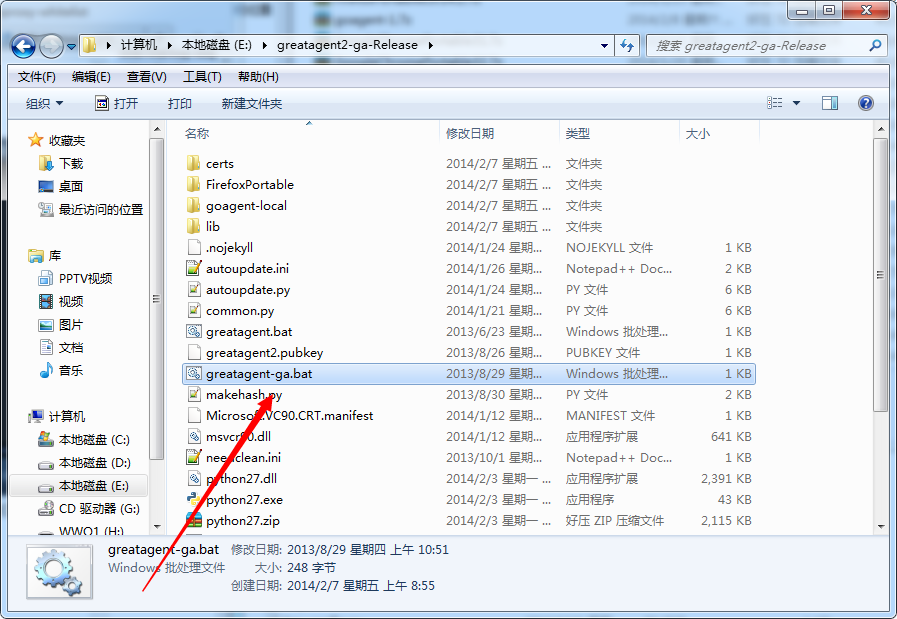 计算机 本地磁盘 (E:) greatagent2-ga-Release
搜索 greatagent2-ga-Release
文件(F) 编辑(E) 查看(V) 工具(T) 帮助(H)
组织 打开 打印 新建文件夹
收藏夹
下载
桌面
最近访问的位置
库
PPTV视频
视频
图片
文档
音乐
计算机
本地磁盘 (C:)
本地磁盘 (D:)
本地磁盘 (E:)
CD 驱动器 (G:)
WWO1 (H:)
名称 修改日期 类型 大小
certs 2014/2/7 星期五 ... 文件夹
FirefoxPortable 2014/2/7 星期五 ... 文件夹
goagent-local 2014/2/7 星期五 ... 文件夹
lib 2014/2/7 星期五 ... 文件夹
.nojekyll 2014/1/24 星期... NOJEKYLL 文件 1 KB
autoupdate.ini 2014/1/26 星期... Notepad++ Doc... 2 KB
autoupdate.py 2014/1/24 星期... PY 文件 6 KB
common.py 2014/1/21 星期... PY 文件 6 KB
greatagent.bat 2013/6/23 星期... Windows 批处理... 1 KB
greatagent2.pubkey 2013/8/26 星期... PUBKEY 文件 1 KB
greatagent-ga.bat 2013/8/29 星期... Windows 批处理... 1 KB
makehash.py 2013/8/30 星期... PY 文件 2 KB
Microsoft.VC90.CRT.manifest 2014/1/12 星期... MANIFEST 文件 1 KB
msvcr90.dll 2014/1/12 星期... 应用程序扩展 641 KB
needclean.ini 2013/10/1 星期... Notepad++ Doc... 1 KB
python27.dll 2014/2/3 星期一 ... 应用程序扩展 2,391 KB
python27.exe 2014/2/3 星期一 ... 应用程序 43 KB
python27.zip 2014/2/3 星期一 ... 好压 ZIP 压缩文件 2,115 KB
greatagent-ga.bat 修改日期: 2013/8/29 星期四 上午 10:51
Windows 批处理文件 大小: 248 字节
创建日期: 2014/2/7 星期五 上午 8:55